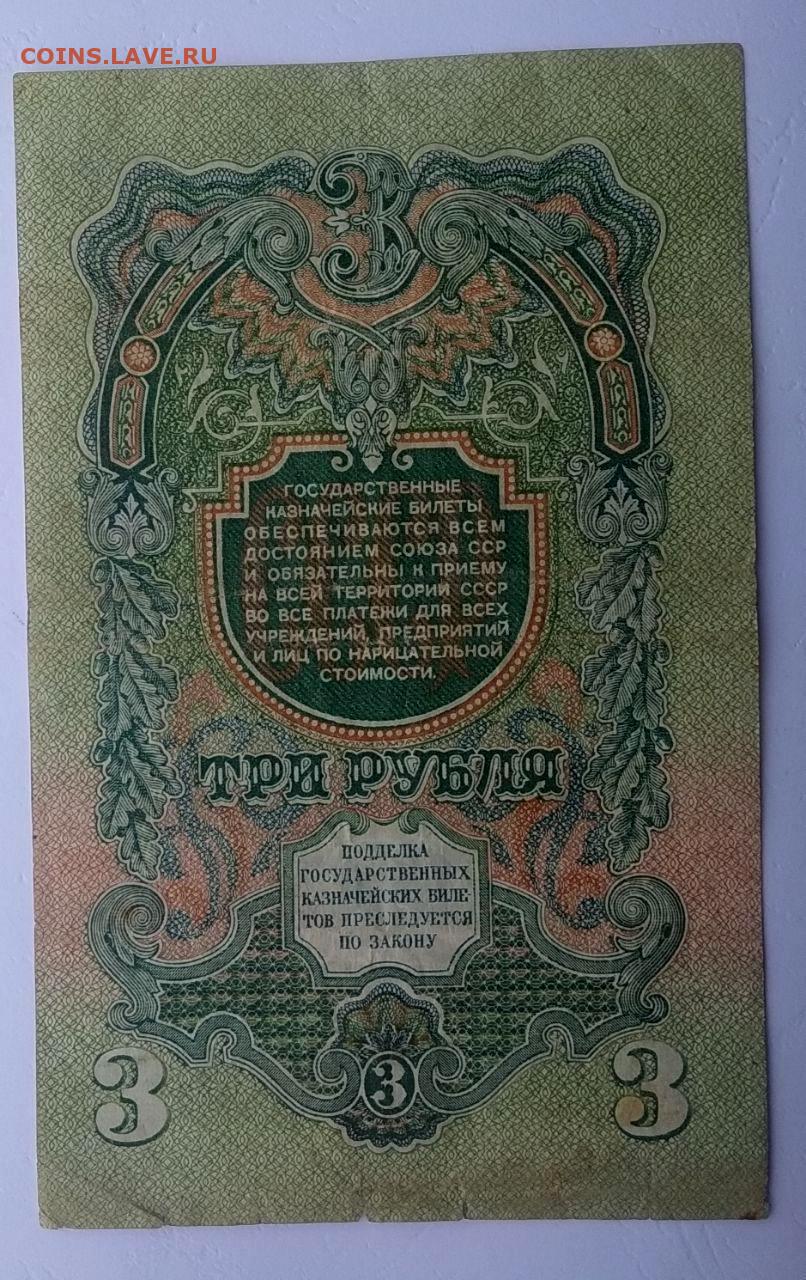 COINS.LAVE.RU
3
ГОСУДАРСТВЕННЫЕ
КАЗНАЧЕЙСКИЕ БИЛЕТЫ
ОБЕСПЕЧИВАЮТСЯ ВСЕМ
ДОСТОЯНИЕМ СОЮЗА ССР
И ОБЯЗАТЕЛЬНЫ К ПРИЕМУ
НА ВСЕЙ ТЕРРИТОРИИ СССР
ВО ВСЕ ПЛАТЕЖИ ДЛЯ ВСЕХ
УЧРЕЖДЕНИЙ, ПРЕДПРИЯТИЙ
И ЛИЦ ПО НАРИЦАТЕЛЬНОЙ
СТОИМОСТИ.
ТРИ РУБЛЯ
ПОДДЕЛКА
ГОСУДАРСТВЕННЫХ
КАЗНАЧЕЙСКИХ БИЛЕ-
ТОВ ПРЕСЛЕДУЕТСЯ
ПО ЗАКОНУ
3 3 3